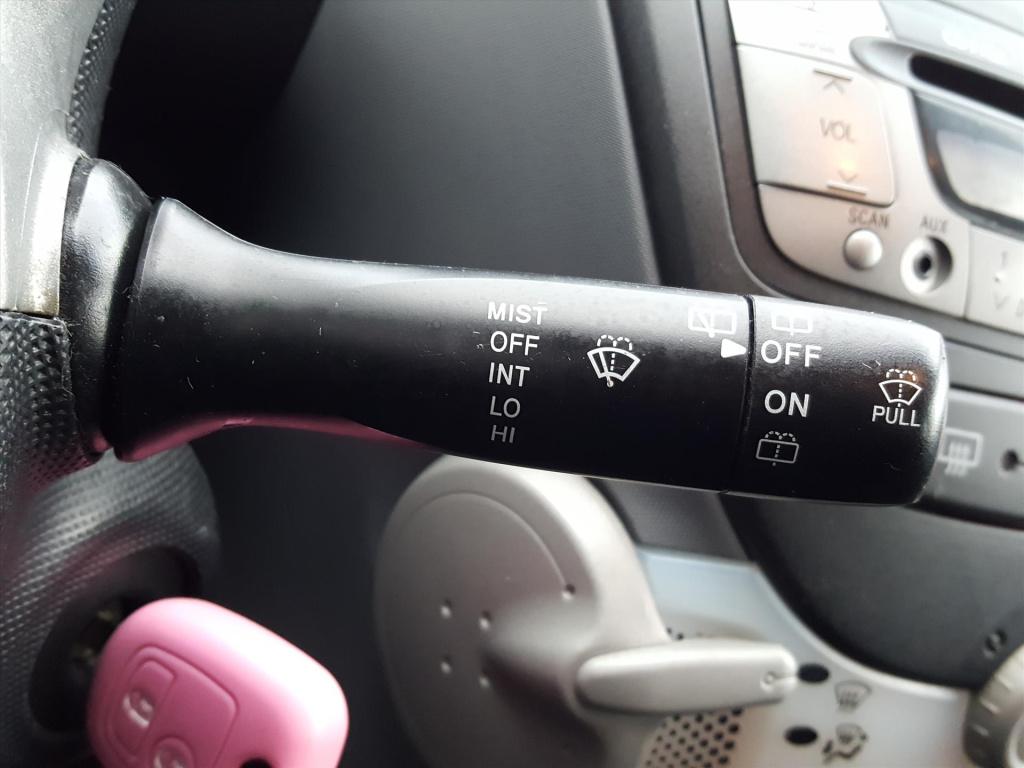 VOL
SCAN
AUX
MIST
OFF
INT
LO
HI
OFF
ON
PULL